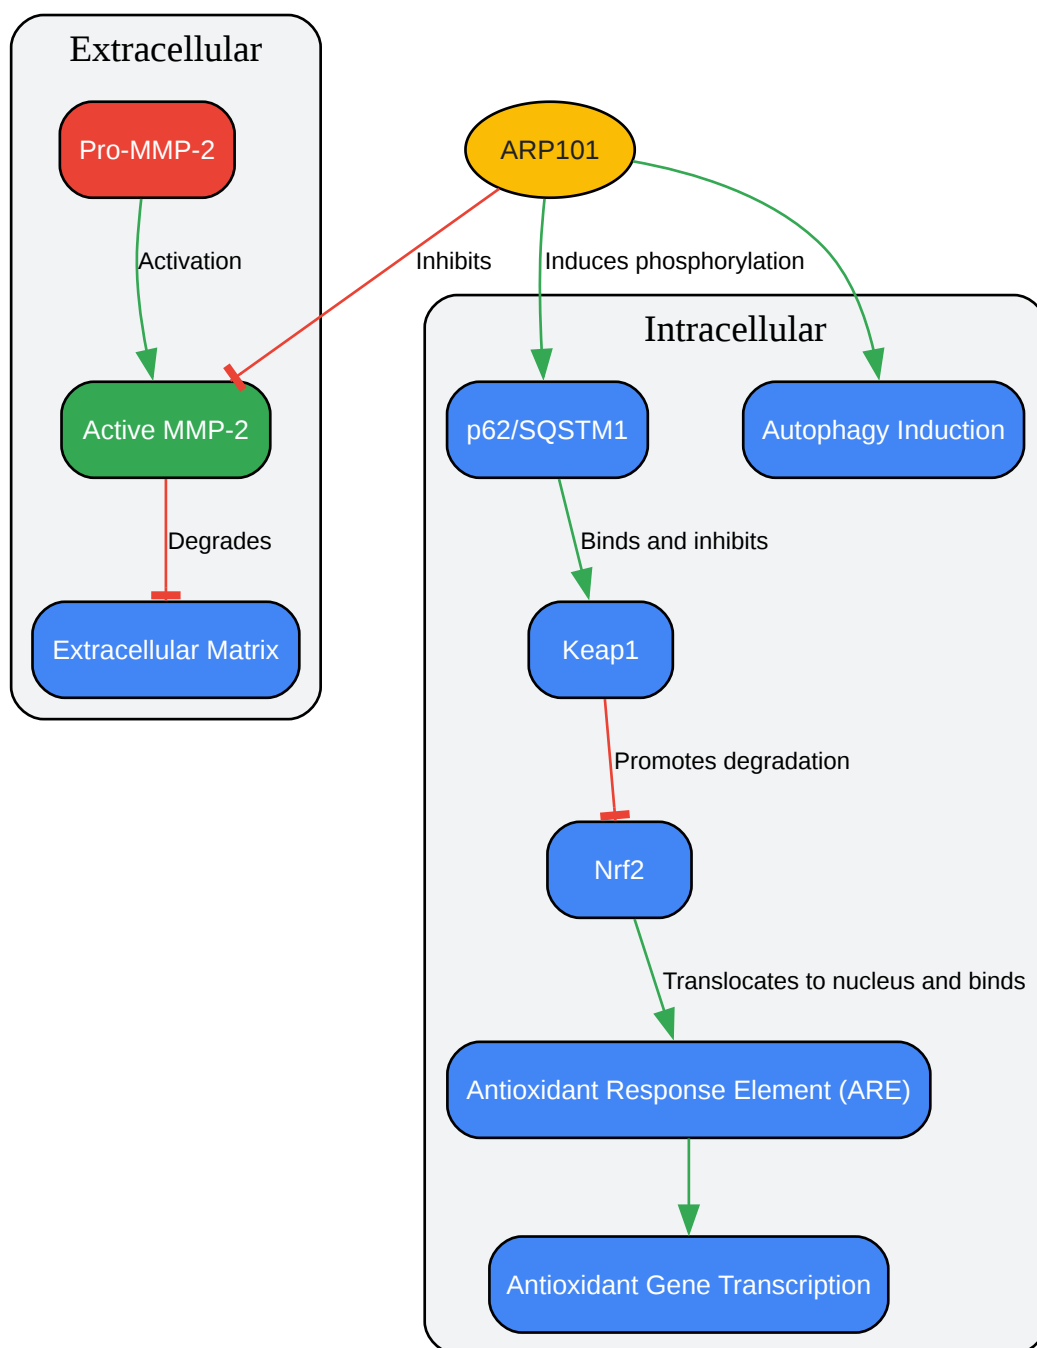 Extracellular
Pro-MMP-2
ARP101
Activation
Inhibits
Induces phosphorylation
Intracellular
Active MMP-2
p62/SQSTM1
Autophagy Induction
Degrades
Binds and inhibits
Extracellular Matrix
Keap1
Promotes degradation
Nrf2
Translocates to nucleus and binds
Antioxidant Response Element (ARE)
Antioxidant Gene Transcription